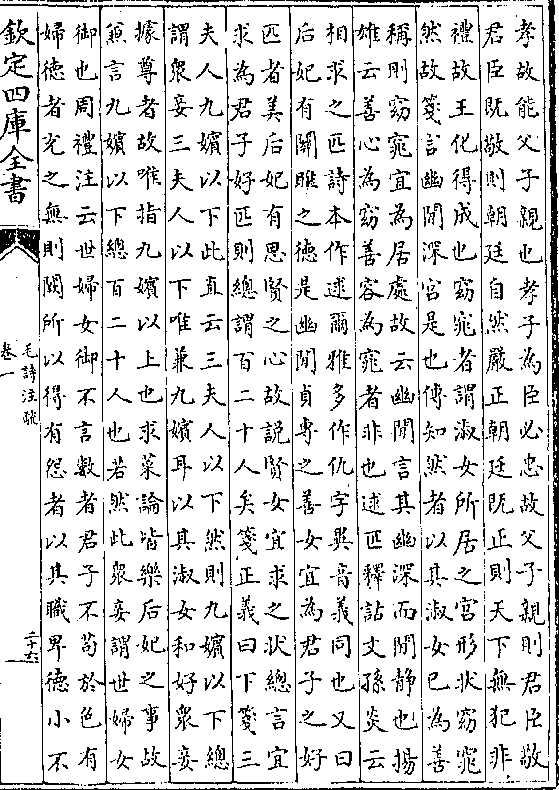 孝故能父子親也孝子為臣必忠故父子親則君臣敬
君臣既敬則朝廷自然嚴正朝廷既正則天下無犯非
禮故王化得成也窈窕者謂淑女所居之宫形狀窈窕
然故箋言幽閒深宫是也傳知然者以其淑女已為善
稱則窈窕宜為居處故云幽閒言其幽深而閒静也揚
雄云善心為窈善容為窕者非也逑匹釋詁文孫炎云
相求之匹詩本作逑爾雅多作仇字異音義同也又曰
后妃有關雎之德是幽閒貞專之善女宜為君子之好
匹者美后妃有思賢之心故説賢女宜求之状總言宜
求為君子好匹則總謂百二十人矣箋正義曰下箋三
夫人九嬪以下此直云三夫人以下然則九嬪以下總
謂衆妾三夫人以下唯兼九嬪耳以其淑女和好衆妾
據尊者故唯指九嬪以上也求菜論皆樂后妃之事故
兼言九嬪以下總百二十人也若然此衆妾謂世婦女
御也周禮注云世婦女御不言數者君子不苟於色有
婦德者充之無則闕所以得有怨者以其職卑德小不
欽定四庫全書
毛詩注疏
卷一
二十六